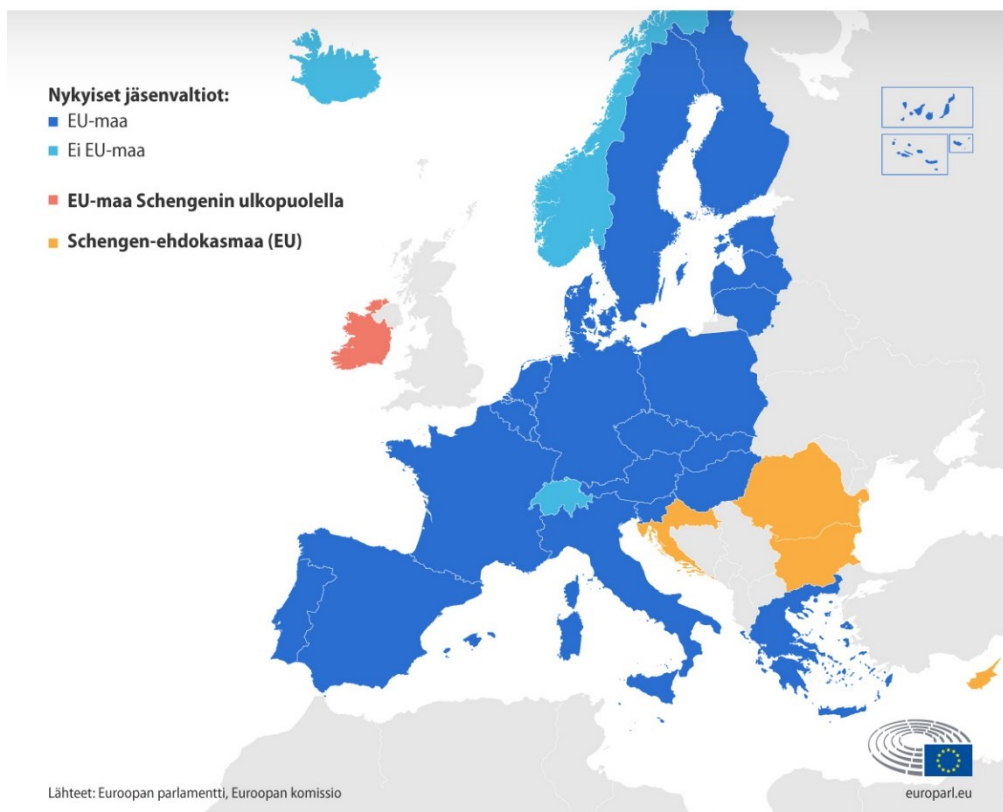 Nykyiset jäsenvaltiot:
EU-maa
Ei EU-maa
EU-maa Schengenin ulkopuolella
Schengen-ehdokasmaa (EU)
Lähteet: Euroopan parlamentti, Euroopan komissio
europarl.eu